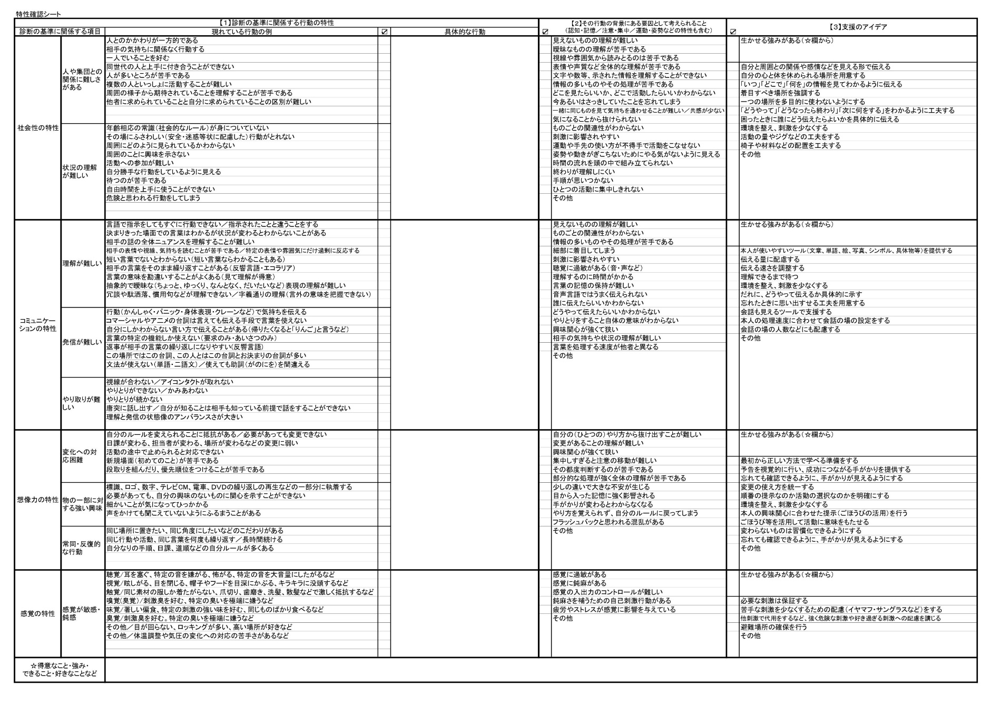 特性確認シート
【1】診断の基準に関係する行動の特性
【2】その行動の背景にある要因として考えられること
(認知・記憶／注意・集中／運動・姿勢などの特性も含む)
【3】支援のアイデア
診断の基準に関係する項目
現れている行動の例
☑
具体的な行動
☑
☑
社会性の特性
人や集団との
関係に難しさ
がある
人とのかかわりが一方的である
相手の気持ちに関係なく行動する
一人でいることを好む
同世代の人と上手に付き合うことができない
人が多いところが苦手である
複数の人といっしょに活動することが難しい
周囲の様子から期待されていることを理解することが苦手である
他者に求められていることと自分に求められていることの区別が難しい
状況の理解
が難しい
年齢相応の常識(社会的なルール)が身についていない
その場にふさわしい(安全・迷惑等状に配慮した)行動がとれない
周囲にどのように見られているかわからない
周囲のことに興味を示さない
活動への参加が難しい
自分勝手な行動をしているように見える
待つのが苦手である
自由時間を上手に使うことができない
危険と思われる行動をしてしまう
見えないものの理解が難しい
曖昧なものの理解が苦手である
視線や雰囲気から読みとるのは苦手である
表情や声質など全体的な理解が苦手である
文字や数等、示された情報を理解することができない
情報の多いものやその処理が苦手である
どこを見たらいいか、どこで活動したらいいかわからない
今あるいはさっきしていたことを忘れてしまう
一緒に同じものを見て気持ちを通わせることが難しい／共感が少ない
気になることから抜けられない
ものごとの関連性がわからない
刺激に影響されやすい
運動や手先の使い方が不得手で活動をこなせない
姿勢や動きがぎこちないためにやる気がないように見える
時間の流れを頭の中で組み立てられない
終わりが理解しにくい
手順が思いつかない
ひとつの活動に集中しきれない
その他
生かせる強みがある(☆欄から)
自分と周囲との関係や感情などを見える形で伝える
自分の心と体を休められる場所を用意する
「いつ」「どこで」「何を」の情報を見てわかるように伝える
着目すべき場所を強調する
一つの場所を多目的に使わないようにする
「どうやって」「どうなったら終わり」「次に何をする」をわかるように工夫する
困ったときに誰にどう伝えたらよいかを具体的に伝える
環境を整え、刺激を少なくする
活動の量やジグなどの工夫をする
椅子や材料などの配置を工夫する
その他
コミュニケー
ションの特性
理解が難しい
言語で指示をしてもすぐに行動できない／指示されたことと違うことをする
決まりきった場面での言葉はわかるが状況が変わるとわからないことがある
相手の話の全体ニュアンスを理解することが難しい
相手の表情や視線、気持ちを読むことが苦手である／特定の表情や雰囲気にだけ過剰に反応する
短い言葉でないとわからない(短い言葉ならわかることもある)
相手の言葉をそのまま繰り返すことがある(反響言語・エコラリア)
言葉の意味を勘違いすることがよくある(見て理解が得意)
抽象的で曖昧な(ちょっと、ゆっくり、なんとなく、だいたいなど)表現の理解が難しい
冗談や駄洒落、慣用句などが理解できない／字義通りの理解(言外の意味を把握できない)
発信が難しい
行動(かんしゃく・パニック・身体表現・クレーンなど)で気持ちを伝える
コマーシャルやアニメの台詞は言えても伝える手段で言葉を使えない
自分にしかわからない言い方で伝えることがある(帰りたくなると「りんご」と言うなど)
言葉の特定の機能しか使えない(要求のみ・あいさつのみ)
返事が相手の言葉の繰り返しになりやすい(反響言語)
この場所ではこの台詞、この人とはこの台詞とお決まりの台詞が多い
文法が使えない(単語・二語文)／使えても助詞(がのにを)を間違える
やり取りが難
しい
視線が合わない／アイコンタクトが取れない
やりとりができない／かみあわない
やりとりが続かない
唐突に話し出す／自分が知ることは相手も知っている前提で話をすることができない
理解と発信の状態像のアンバランスさが大きい
見えないものの理解が難しい
ものごとの関連性がわからない
情報の多いものやその処理が苦手である
細部に着目してしまう
刺激に影響されやすい
聴覚に過敏がある(音・声など)
理解するのに時間がかかる
言葉の記憶の保持が難しい
音声言語ではうまく伝えられない
誰に伝えたらいいかわからない
どうやって伝えたらいいかわからない
やりとりをすること自体の意味がわからない
興味関心が強くて狭い
相手の気持ちや状況の理解が難しい
言葉を処理する速度が他者と異なる
その他
生かせる強みがある(☆欄から)
本人が使いやすいツール(文章、単語、絵、写真、シンボル、具体物等)を提供する
伝える量に配慮する
伝える速さを調整する
理解できるまで待つ
環境を整え、刺激を少なくする
だれに、どうやって伝えるか具体的に示す
忘れたときに思い出すせる工夫を用意する
会話も見えるツールで支援する
本人の処理速度に合わせて会話の場の設定をする
会話の場の人数などにも配慮する
その他
想像力の特性
変化への対
応困難
自分のルールを変えられることに抵抗がある／必要があっても変更できない
日課が変わる、担当者が変わる、場所が変わるなどの変更に弱い
活動の途中で止められると対応できない
新規場面(初めてのこと)が苦手である
段取りを組んだり、優先順位をつけることが苦手である
物の一部に対
する強い興味
標識、ロゴ、数字、テレビCM、電車、DVDの繰り返しの再生などの一部分に執着する
必要があっても、自分の興味のないものに関心を示すことができない
細かいことが気になってひっかかる
声をかけても聞こえていないようにふるまうことがある
常同・反復的
な行動
同じ場所に置きたい、同じ角度にしたいなどのこだわりがある
同じ行動や活動、同じ言葉を何度も繰り返す／長時間続ける
自分なりの手順、日課、道順などの自分ルールが多くある
自分の(ひとつの)やり方から抜け出すことが難しい
変更があることの理解が難しい
興味関心が強くて狭い
集中しすぎると注意の移動が難しい
その都度判断するのが苦手である
部分的な処理が強く全体の理解が苦手である
少しの違いで大きな不安が生じる
目から入った記憶に強く影響される
手がかりが変わるとわからなくなる
やり方を覚えられず、自分のルールに戻ってしまう
フラッシュバックと思われる混乱がある
その他
生かせる強みがある(☆欄から)
最初から正しい方法で学べる準備をする
予告を視覚的に行い、成功につながる手がかりを提供する
忘れても確認できるように、手がかりが見えるようにする
変更の使え方を統一する
順番の提示なのか活動の選択なのかを明確にする
環境を整え、刺激を少なくする
本人の興味関心に合わせた提示(ごほうびの活用)を行う
ごほうび等を活用して活動に意味をもたせる
変わらないものは習慣化できるようにする
忘れても確認できるように、手がかりが見えるようにする
その他
感覚の特性
感覚が敏感・
鈍感
聴覚/耳を塞ぐ、特定の音を嫌がる、怖がる、特定の音を大音量にしたがるなど
視覚/眩しがる、目を閉じる、帽子やフードを目深にかぶる、キラキラに没頭するなど
触覚/同じ素材の服しか着たがらない、爪切り、歯磨き、洗髪、散髪などで激しく抵抗するなど
嗅覚(臭覚)/刺激臭を好む、特定の臭いを極端に嫌うなど
味覚/著しい偏食、特定の刺激の強い味を好む、同じものばかり食べるなど
臭覚/刺激臭を好む。特定の臭いを極端に嫌うなど
その他／目が回らない、ロッキングが多い、高い場所が好きなど
その他／体温調整や気圧の変化への対応の苦手さがあるなど
感覚に過敏がある
感覚に鈍麻がある
感覚の入出力のコントロールが難しい
鈍麻さを補うための自己刺激行動がある
疲労やストレスが感覚に影響を与えている
その他
生かせる強みがある(☆欄から)
必要な刺激は保証する
苦手な刺激を少なくするための配慮(イヤマフ・サングラスなど)をする
他刺激で代用をするなど、強く危険な刺激や好き過ぎる刺激への配慮を講じる
避難場所の確保を行う
その他
☆得意なこと・強み・
できること・好きなことなど